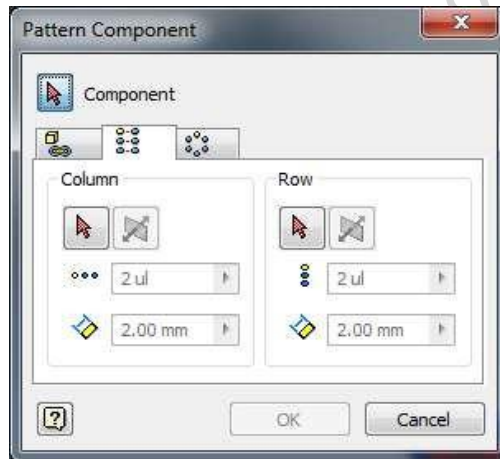 Pattern Component
Component
Column
Row
2 ul
2 ul
2.00 mm
2.00 mm
OK
Cancel